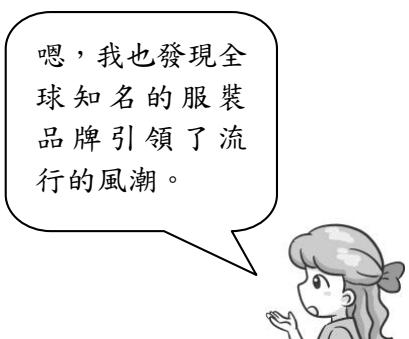 嗯，我也發現全
球知名的服裝
品牌引領了流
行的風潮。